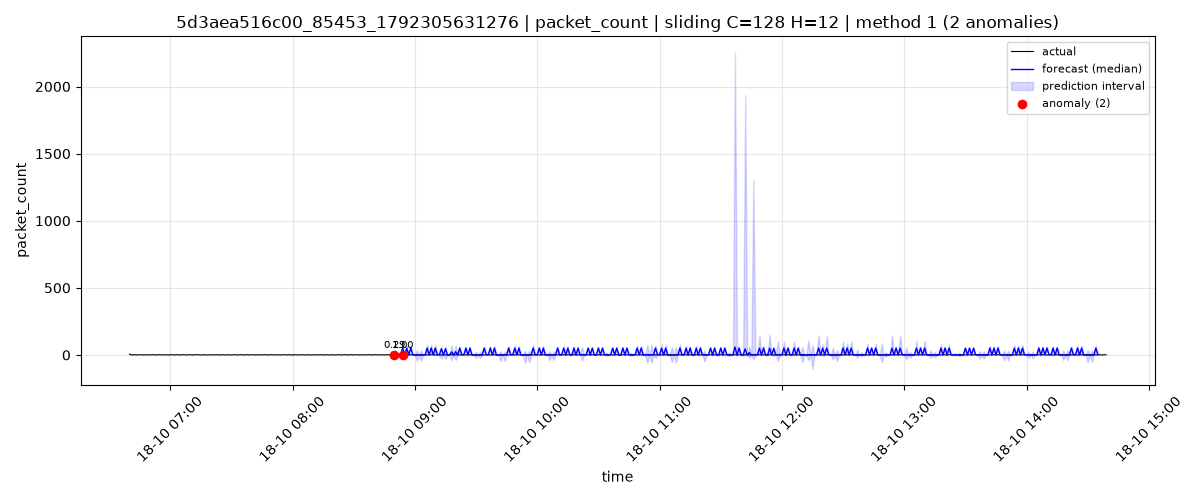 5d3aea516c00_85453_1792305631276 | packet_count | sliding C=128 H=12 | method 1 (2 anomalies)
actual
forecast (median)
prediction interval
anomaly (2)
packet_count
2000
1500
1000
500
0
18-10 07:00
18-10 08:00
18-10 09:00
18-10 10:00
18-10 11:00
18-10 12:00
18-10 13:00
18-10 14:00
18-10 15:00
time